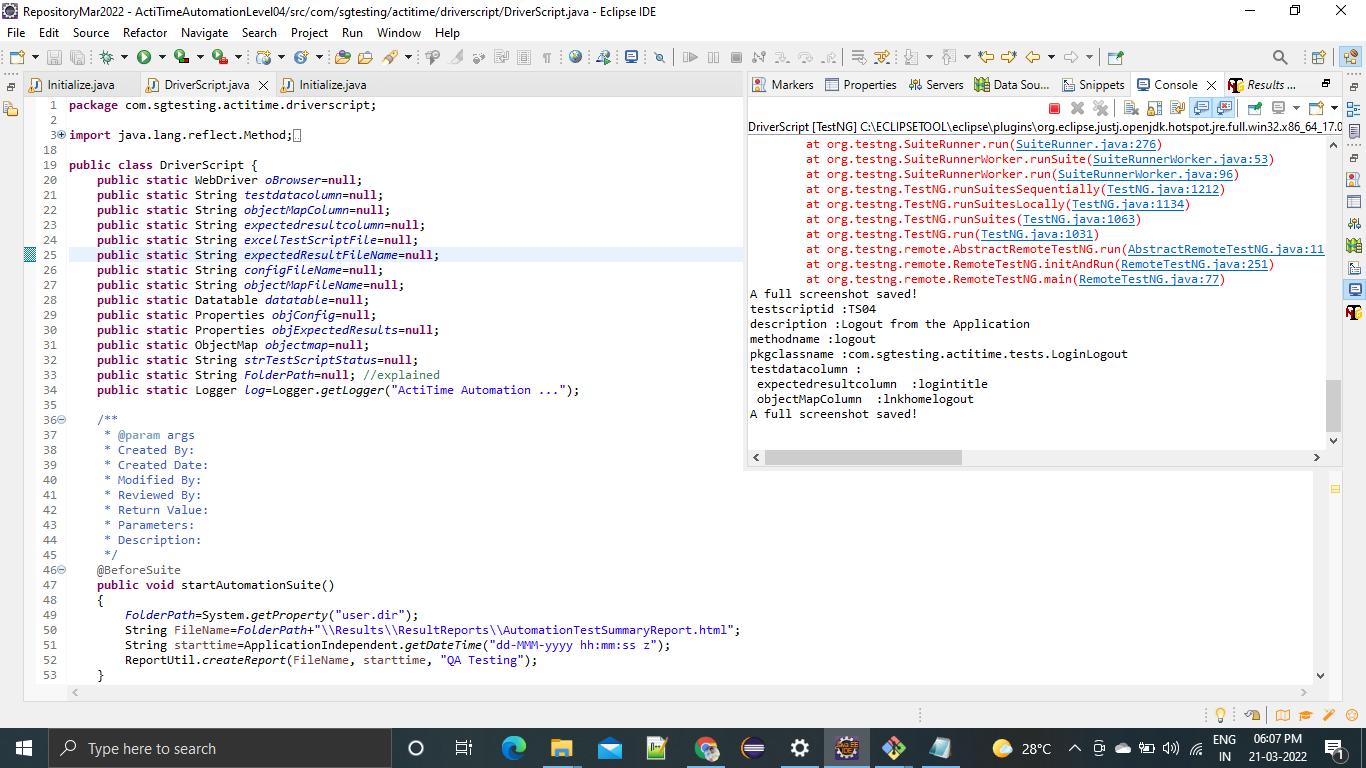 RepositoryMar2022 - ActiTimeAutomationLevel04/src/com/sgtesting/actitime/driverscript/DriverScript.java - Eclipse IDE
File Edit Source Refactor Navigate Search Project Run Window Help
Initialize.java DriverScript.java Initialize.java
1 package com.sgtesting.actitime.driverscript;
2
3 import java.lang.reflect.Method;
18
19 public class DriverScript {
20 public static WebDriver oBrowser=null;
21 public static String testdatacolumn=null;
22 public static String objectMapColumn=null;
23 public static String expectedresultcolumn=null;
24 public static String excelTestScriptFile=null;
25 public static String expectedResultFileName=null;
26 public static String configFileName=null;
27 public static String objectMapFileName=null;
28 public static Datatable datatable=null;
29 public static Properties objConfig=null;
30 public static Properties objExpectedResults=null;
31 public static ObjectMap objectmap=null;
32 public static String strTestScriptStatus=null;
33 public static String FolderPath=null; //explained
34 public static Logger log=Logger.getLogger("ActiTime Automation ...");
35
36 /**
37 * @param args
38 * Created By:
39 * Created Date:
40 * Modified By:
41 * Reviewed By:
42 * Return Value:
43 * Parameters:
44 * Description:
45 */
46 @BeforeSuite
47 public void startAutomationSuite()
48 {
49 FolderPath=System.getProperty("user.dir");
50 String FileName=FolderPath+"\\Results\\ResultReports\\AutomationTestSummaryReport.html";
51 String starttime=ApplicationIndependent.getDateTime("dd-MMM-yyyy hh:mm:ss z");
52 ReportUtil.createReport(FileName, starttime, "QA Testing");
53 }
Markers Properties Servers Data Sou... Snippets Console Results ...
DriverScript [TestNG] C:\ECLIPSETOOL\eclipse\plugins\org.eclipse.justj.openjdk.hotspot.jre.full.win32.x86_64_17.0
at org.testng.SuiteRunner.run(SuiteRunner.java:276)
at org.testng.SuiteRunnerWorker.runSuite(SuiteRunnerWorker.java:53)
at org.testng.SuiteRunnerWorker.run(SuiteRunnerWorker.java:96)
at org.testng.TestNG.runSuitesSequentially(TestNG.java:1212)
at org.testng.TestNG.runSuitesLocally(TestNG.java:1134)
at org.testng.TestNG.runSuites(TestNG.java:1063)
at org.testng.TestNG.run(TestNG.java:1031)
at org.testng.remote.AbstractRemoteTestNG.run(AbstractRemoteTestNG.java:11
at org.testng.remote.RemoteTestNG.initAndRun(RemoteTestNG.java:251)
at org.testng.remote.RemoteTestNG.main(RemoteTestNG.java:77)
A full screenshot saved!
testscriptid :TS04
description :Logout from the Application
methodname :logout
pkgclassname :com.sgtesting.actitime.tests.LoginLogout
testdatacolumn :
expectedresultcolumn :logintitle
objectMapColumn :lnkhomelogout
A full screenshot saved!
Type here to search
28°C
ENG
IN
06:07 PM
21-03-2022
1